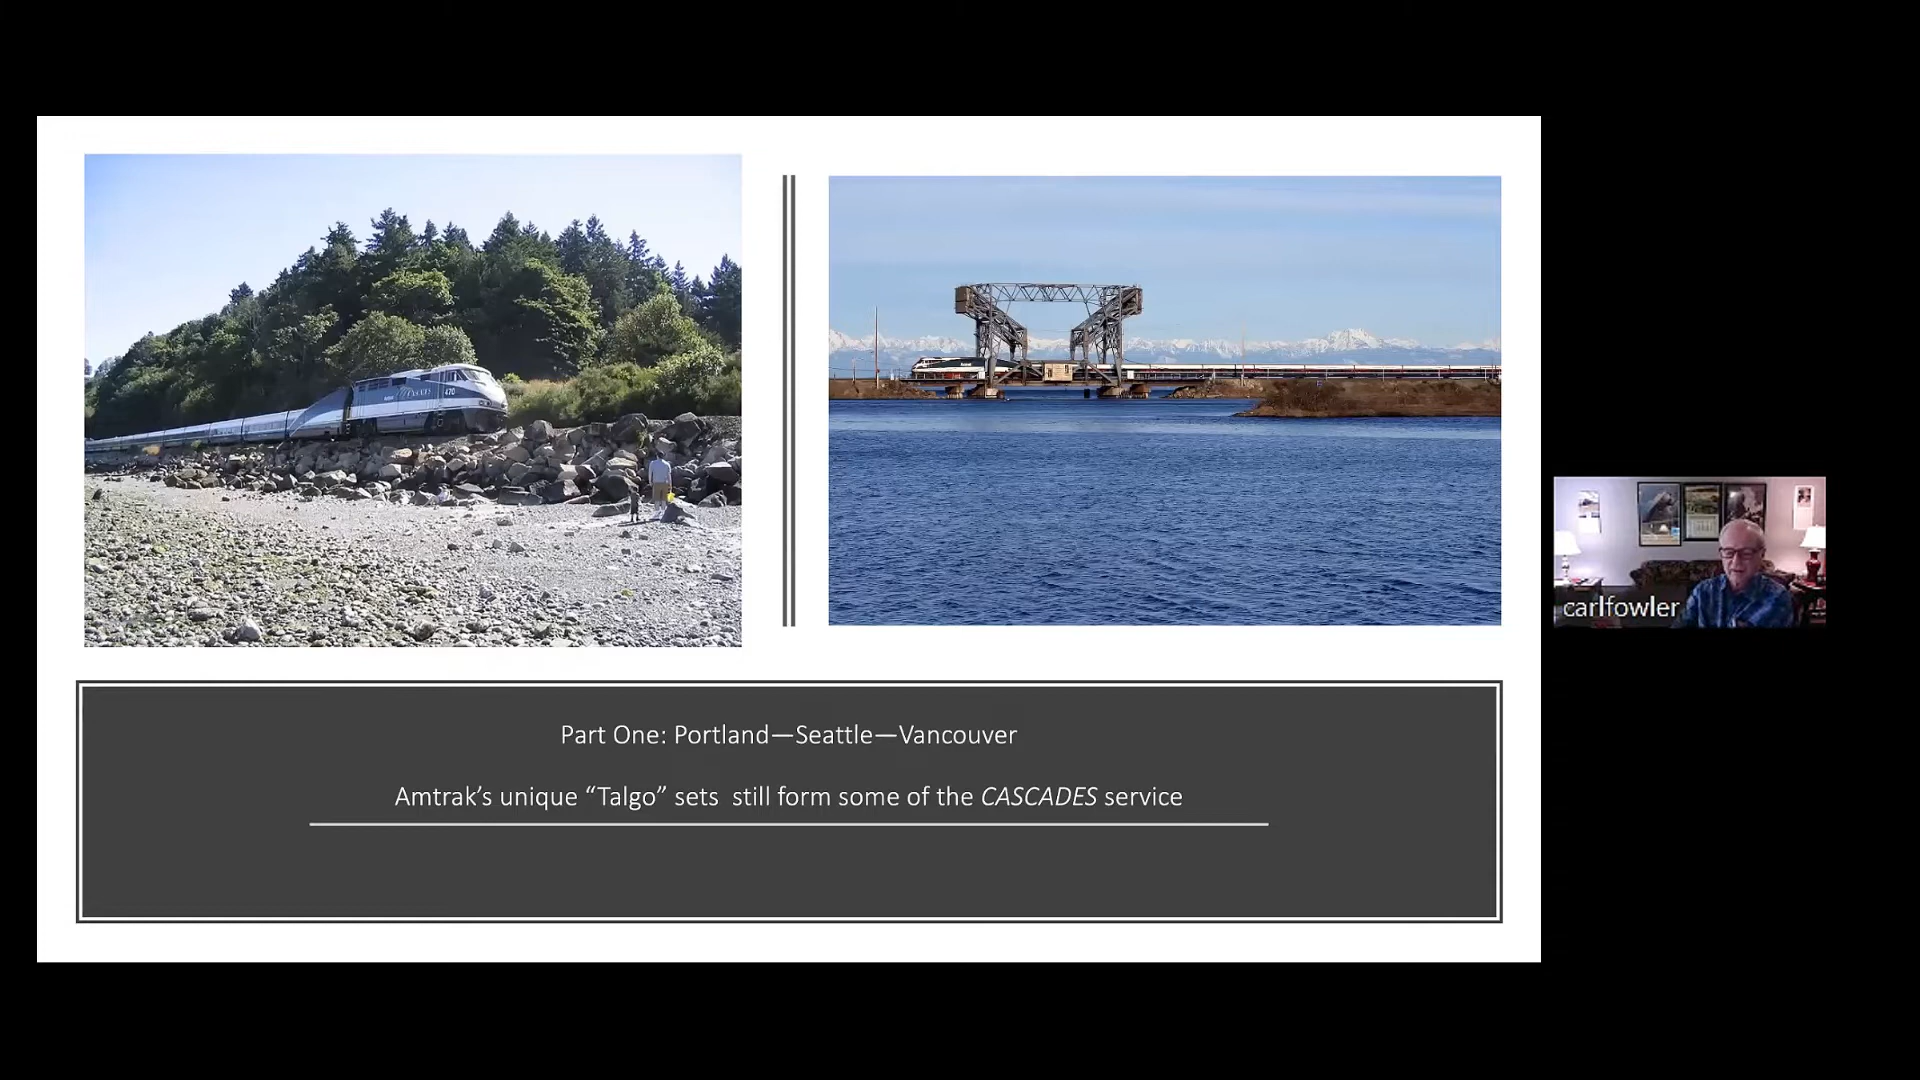 470
Part One: Portland—Seattle—Vancouver
Amtrak’s unique “Talgo” sets  still form some of the CASCADES service
carlfowler